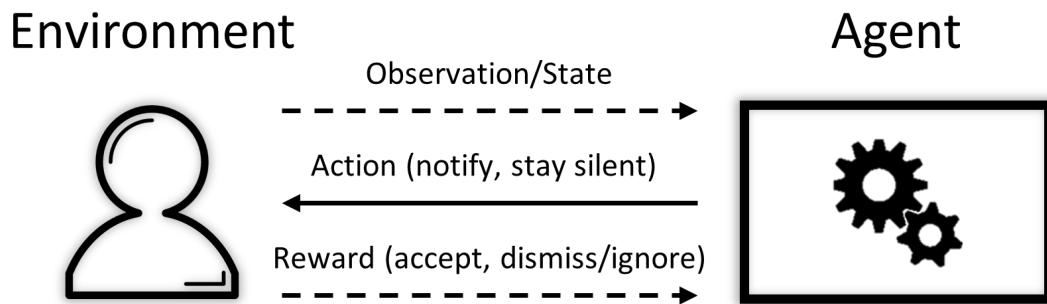 Environment
Agent
Observation/State
Action (notify, stay silent)
Reward (accept, dismiss/ignore)